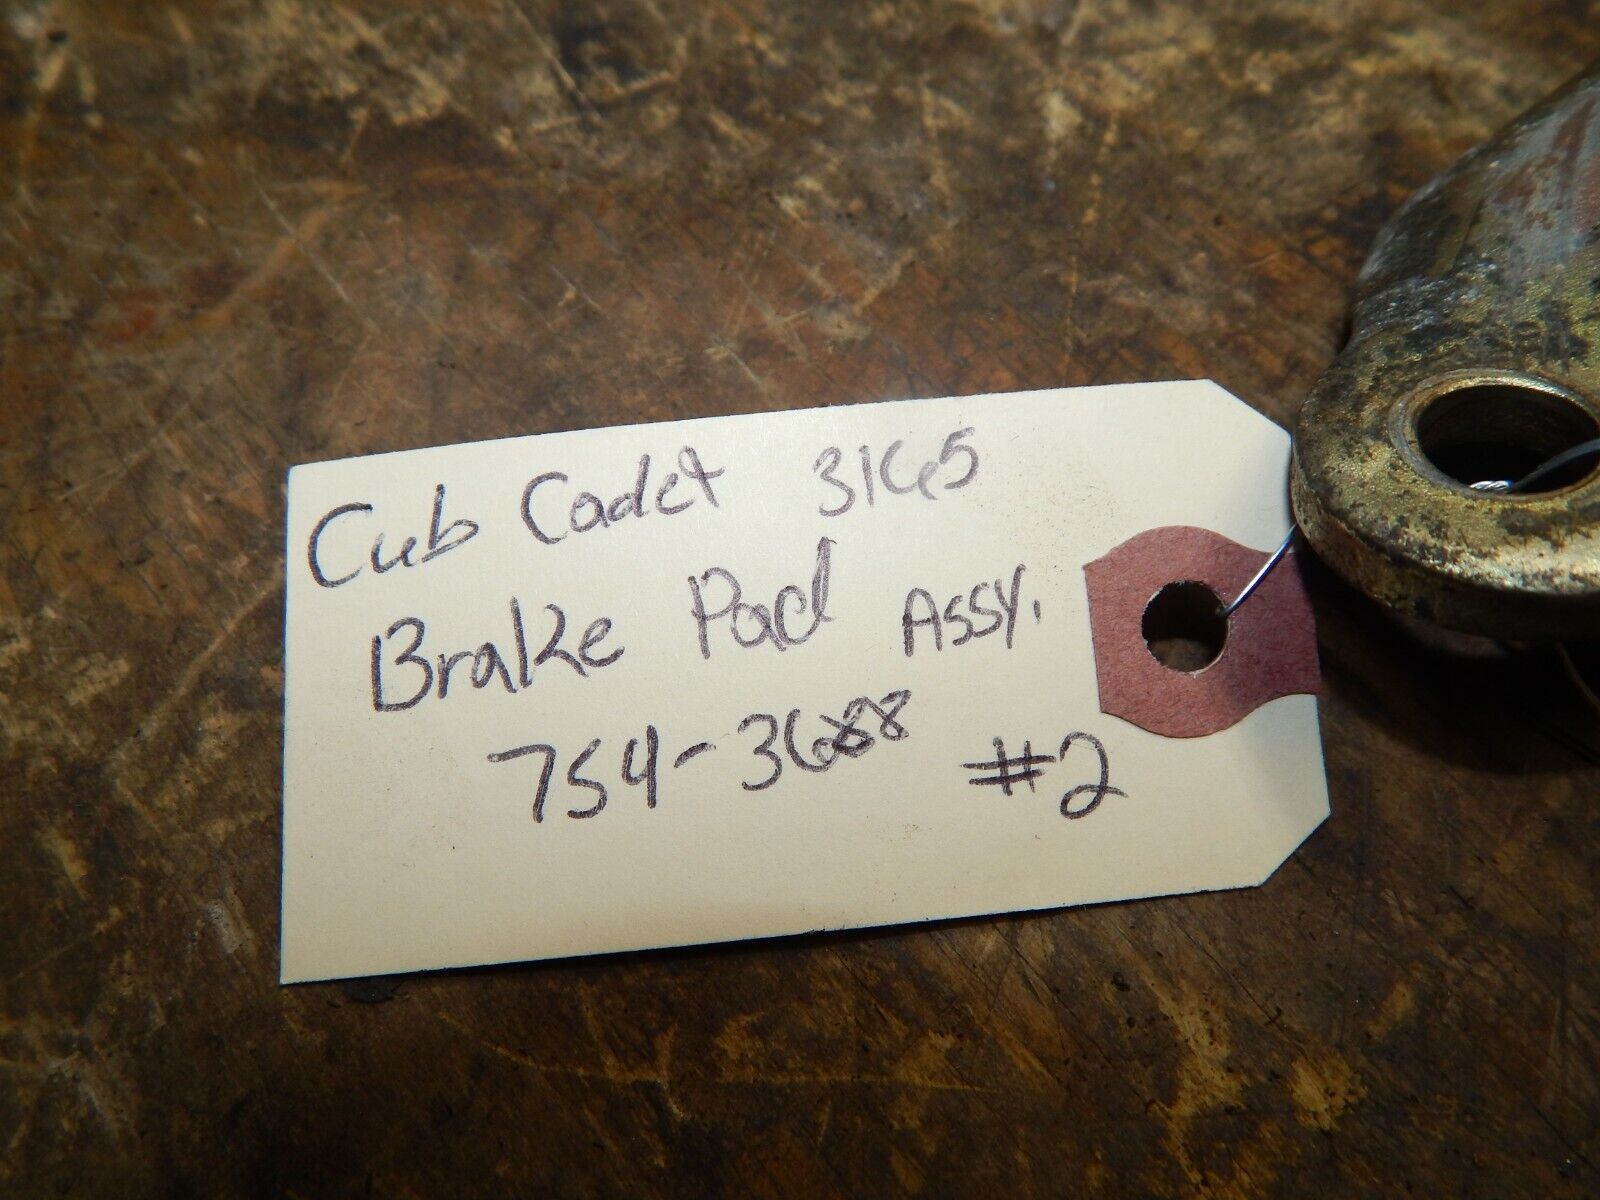 Cub Cadet 3165
Brake Pad Assy.
754-3688 #2